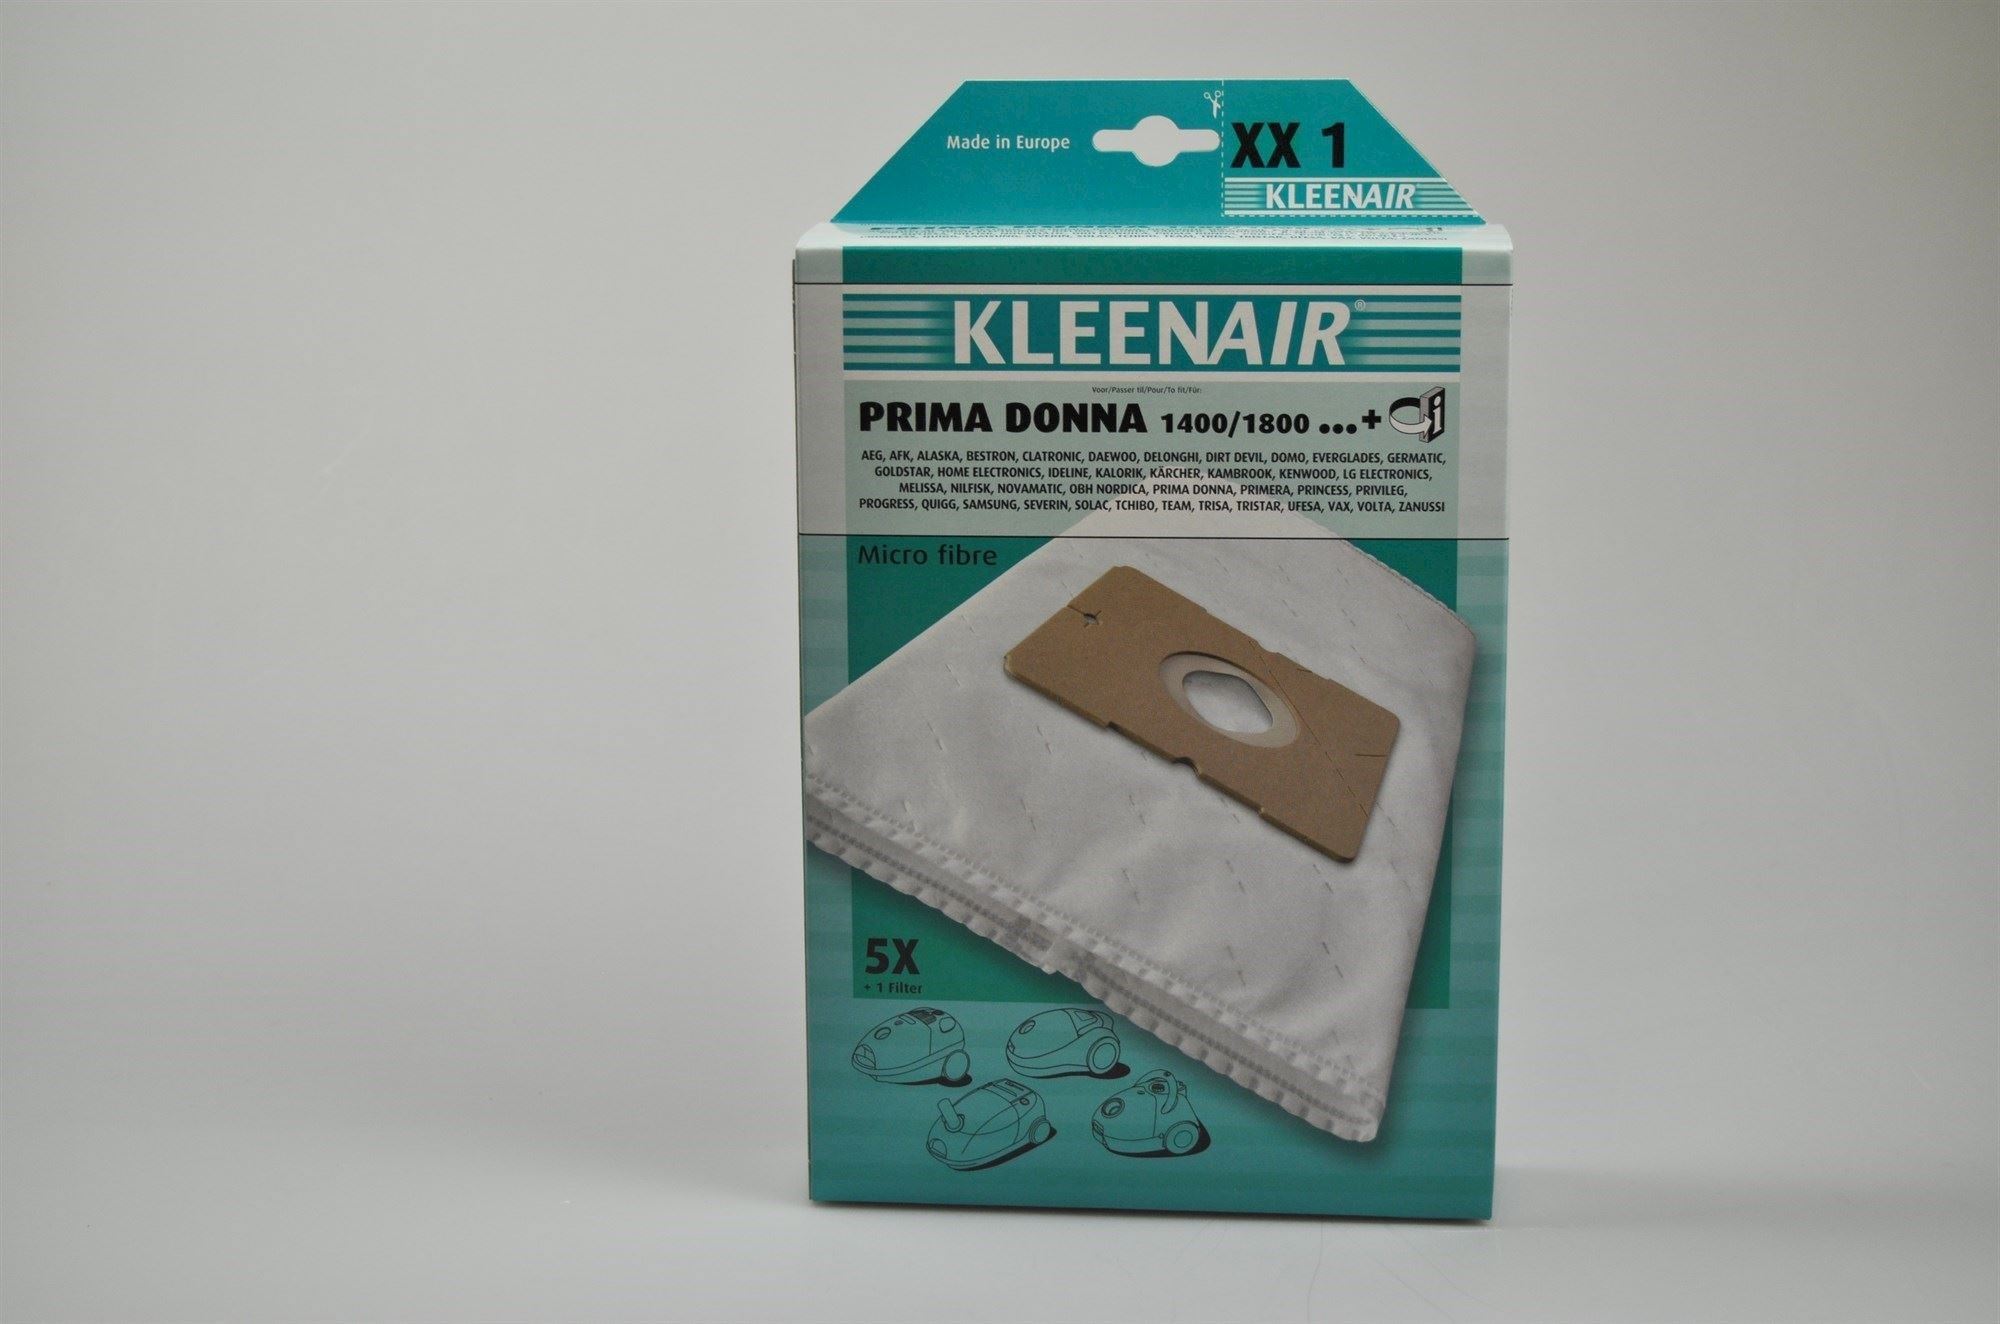 Made in Europe
XX 1
KLEENAIR
KLEENAIR®
Voor/Passer til/Pour/To fit/Für:
PRIMA DONNA 1400/1800 ...+ i
AEG, AFK, ALASKA, BESTRON, CLATRONIC, DAEWOO, DELONGHI, DIRT DEVIL, DOMO, EVERGLADES, GERMATIC,
GOLDSTAR, HOME ELECTRONICS, IDELINE, KALORIK, KÄRCHER, KAMBROOK, KENWOOD, LG ELECTRONICS,
MELISSA, NILFISK, NOVAMATIC, OBH NORDICA, PRIMA DONNA, PRIMERA, PRINCESS, PRIVILEG,
PROGRESS, QUIGG, SAMSUNG, SEVERIN, SOLAC, TCHIBO, TEAM, TRISA, TRISTAR, UFESA, VAX, VOLTA, ZANUSSI
Micro fibre
5X
+ 1 Filter